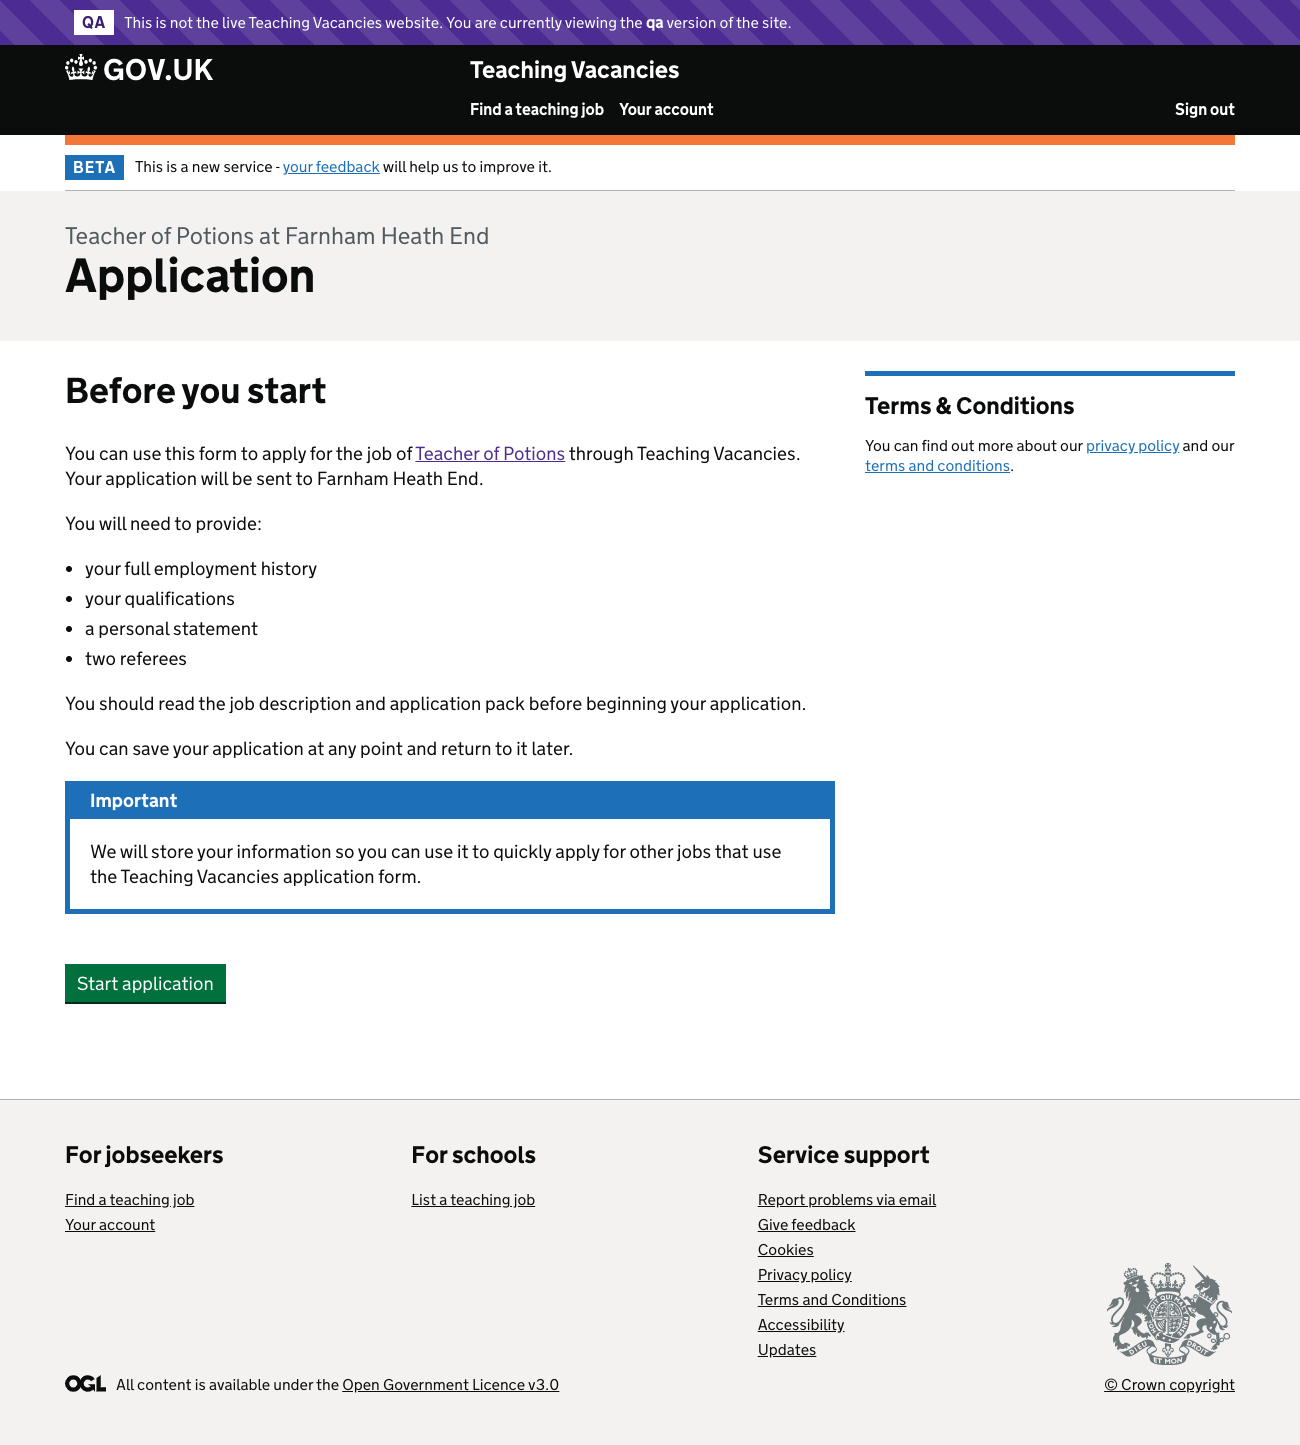 QA This is not the live Teaching Vacancies website. You are currently viewing the qa version of the site.
GOV.UK
Teaching Vacancies
Find a teaching job Your account Sign out
BETA This is a new service - your feedback will help us to improve it.
Teacher of Potions at Farnham Heath End
Application
Before you start
You can use this form to apply for the job of Teacher of Potions through Teaching Vacancies.
Your application will be sent to Farnham Heath End.
You will need to provide:
• your full employment history
• your qualifications
• a personal statement
• two referees
You should read the job description and application pack before beginning your application.
You can save your application at any point and return to it later.
Important
We will store your information so you can use it to quickly apply for other jobs that use
the Teaching Vacancies application form.
Start application
Terms & Conditions
You can find out more about our privacy policy and our
terms and conditions.
For jobseekers
Find a teaching job
Your account
For schools
List a teaching job
Service support
Report problems via email
Give feedback
Cookies
Privacy policy
Terms and Conditions
Accessibility
Updates
OGL All content is available under the Open Government Licence v3.0
DIEU ET MON DROIT
© Crown copyright